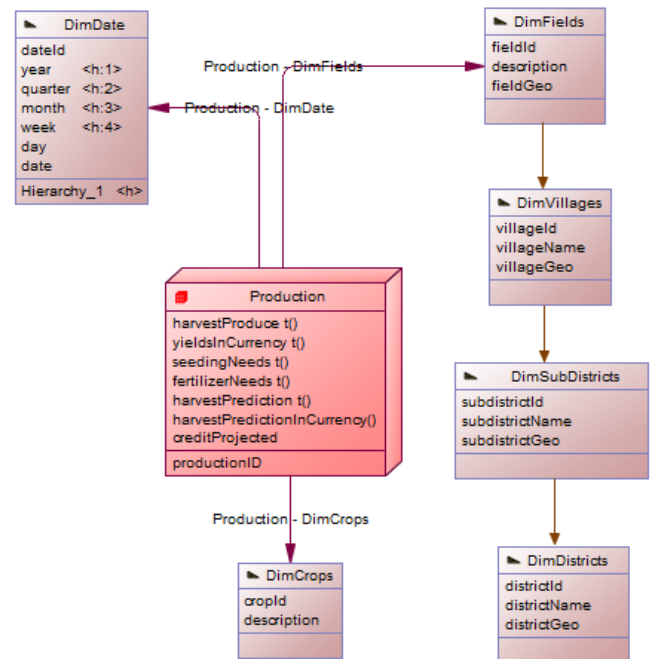 DimDate
dateId
year <h:1>
quarter <h:2>
month <h:3>
week <h:4>
day
date
Hierarchy_1 <h>
DimFields
fieldId
description
fieldGeo
Production - DimFields
Production - DimDate
DimVillages
villageId
villageName
villageGeo
Production
harvestProduce t()
yieldsInCurrency t()
seedingNeeds t()
fertilizerNeeds t()
harvestPrediction t()
harvestPredictionInCurrency()
creditProjected
productionID
DimSubDistricts
subdistrictId
subdistrictName
subdistrictGeo
Production - DimCrops
DimCrops
cropId
description
DimDistricts
districtId
districtName
districtGeo